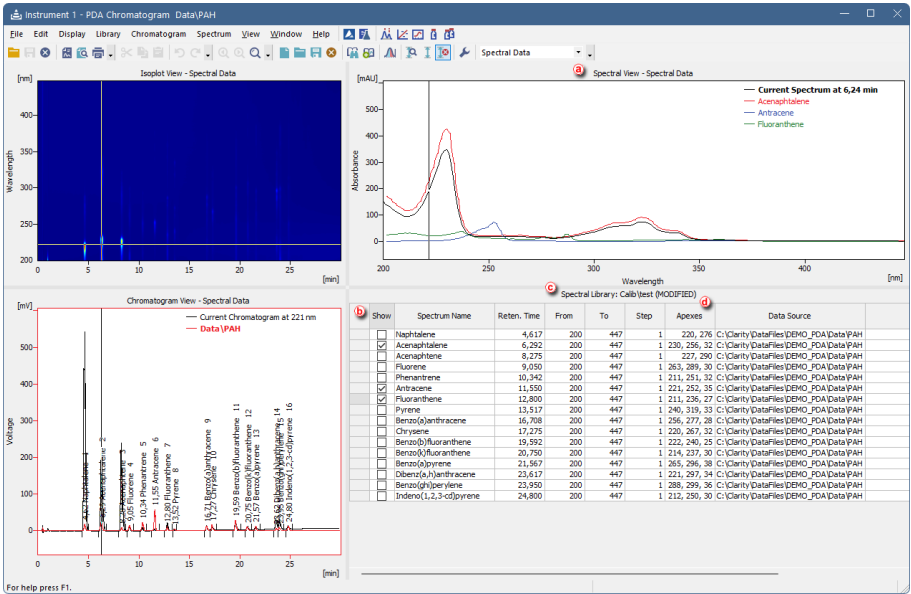 Instrument 1 - PDA Chromatogram Data\PAH
File Edit Display Library Chromatogram Spectrum View Window Help
Spectral Data
Isoplot View - Spectral Data
[nm]
400
350
300
250
200
Wavelength
0 5 10 15 20 25
[min]
a
Spectral View - Spectral Data
[mAU]
500
400
300
200
100
0
Absorbance
Current Spectrum at 6,24 min
Acenaphtalene
Antracene
Fluoranthene
200 250 300 350 400
Wavelength
[nm]
Chromatogram View - Spectral Data
[mV]
600
500
400
300
200
100
0
Voltage
Current Chromatogram at 221 nm
Data\PAH
9,05 Fluorene 4
10,34 Phenantrene 5
11,55 Antracene 6
12,80 Fluoranthene 7
13,52 Pyrene 8
16,71 Benzo(a)anthracene 9
17,27 Chrysene 10
19,59 Benzo(b)fluoranthene 11
20,75 Benzo(k)fluoranthene 12
21,57 Benzo(a)pyrene 13
14
15
24,80 Indeno(1,2,3-cd)pyrene 16
0 5 10 15 20 25
[min]
c
Spectral Library: Calib\test (MODIFIED)
b
d
Show Spectrum Name Reten. Time From To Step Apexes Data Source
Naphtalene 4,617 200 447 1 220, 276 C:\Clarity\DataFiles\DEMO_PDA\Data\PAH
Acenaphtalene 6,292 200 447 1 230, 256, 32 C:\Clarity\DataFiles\DEMO_PDA\Data\PAH
Acenaphtene 8,275 200 447 1 227, 290 C:\Clarity\DataFiles\DEMO_PDA\Data\PAH
Fluorene 9,050 200 447 1 263, 289, 30 C:\Clarity\DataFiles\DEMO_PDA\Data\PAH
Phenantrene 10,342 200 447 1 211, 251, 32 C:\Clarity\DataFiles\DEMO_PDA\Data\PAH
Antracene 11,550 200 447 1 221, 252, 35 C:\Clarity\DataFiles\DEMO_PDA\Data\PAH
Fluoranthene 12,800 200 447 1 211, 236, 27 C:\Clarity\DataFiles\DEMO_PDA\Data\PAH
Pyrene 13,517 200 447 1 240, 319, 33 C:\Clarity\DataFiles\DEMO_PDA\Data\PAH
Benzo(a)anthracene 16,708 200 447 1 256, 277, 28 C:\Clarity\DataFiles\DEMO_PDA\Data\PAH
Chrysene 17,275 200 447 1 220, 267, 32 C:\Clarity\DataFiles\DEMO_PDA\Data\PAH
Benzo(b)fluoranthene 19,592 200 447 1 222, 240, 25 C:\Clarity\DataFiles\DEMO_PDA\Data\PAH
Benzo(k)fluoranthene 20,750 200 447 1 214, 237, 30 C:\Clarity\DataFiles\DEMO_PDA\Data\PAH
Benzo(a)pyrene 21,567 200 447 1 265, 296, 38 C:\Clarity\DataFiles\DEMO_PDA\Data\PAH
Dibenz(a,h)anthracene 23,617 200 447 1 221, 297, 34 C:\Clarity\DataFiles\DEMO_PDA\Data\PAH
Benzo(ghi)perylene 23,950 200 447 1 288, 299, 36 C:\Clarity\DataFiles\DEMO_PDA\Data\PAH
Indeno(1,2,3-cd)pyrene 24,800 200 447 1 212, 250, 30 C:\Clarity\DataFiles\DEMO_PDA\Data\PAH
For help press F1.